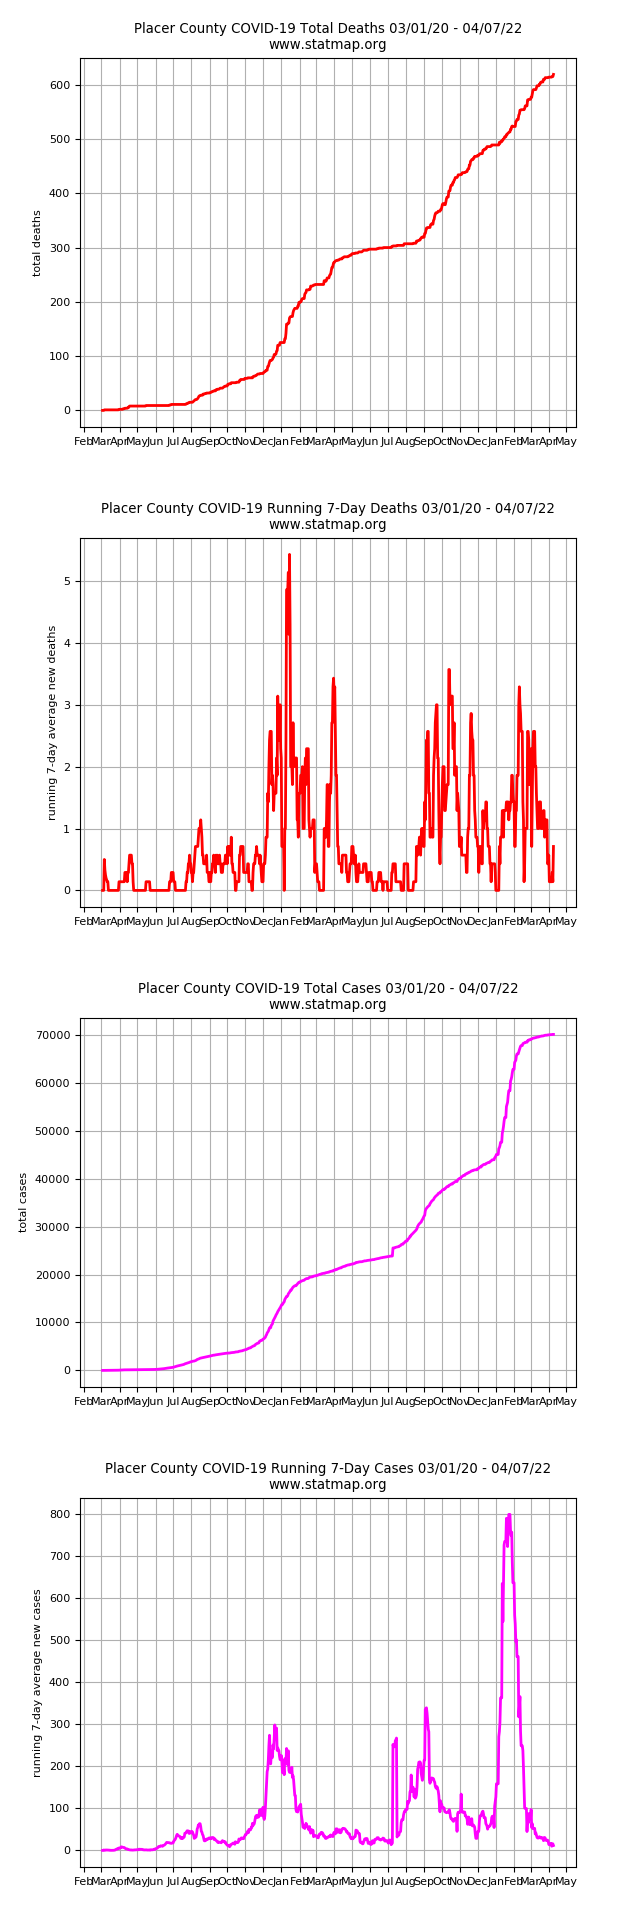 Placer County COVID-19 Total Deaths 03/01/20 - 04/07/22
www.statmap.org
600
500
400
300
200
100
0
total deaths
Feb Mar Apr May Jun Jul Aug Sep Oct Nov Dec Jan Feb Mar Apr May Jun Jul Aug Sep Oct Nov Dec Jan Feb Mar Apr May
Placer County COVID-19 Running 7-Day Deaths 03/01/20 - 04/07/22
www.statmap.org
5
4
3
2
1
0
running 7-day average new deaths
Feb Mar Apr May Jun Jul Aug Sep Oct Nov Dec Jan Feb Mar Apr May Jun Jul Aug Sep Oct Nov Dec Jan Feb Mar Apr May
Placer County COVID-19 Total Cases 03/01/20 - 04/07/22
www.statmap.org
70000
60000
50000
40000
30000
20000
10000
0
total cases
Feb Mar Apr May Jun Jul Aug Sep Oct Nov Dec Jan Feb Mar Apr May Jun Jul Aug Sep Oct Nov Dec Jan Feb Mar Apr May
Placer County COVID-19 Running 7-Day Cases 03/01/20 - 04/07/22
www.statmap.org
800
700
600
500
400
300
200
100
0
running 7-day average new cases
Feb Mar Apr May Jun Jul Aug Sep Oct Nov Dec Jan Feb Mar Apr May Jun Jul Aug Sep Oct Nov Dec Jan Feb Mar Apr May